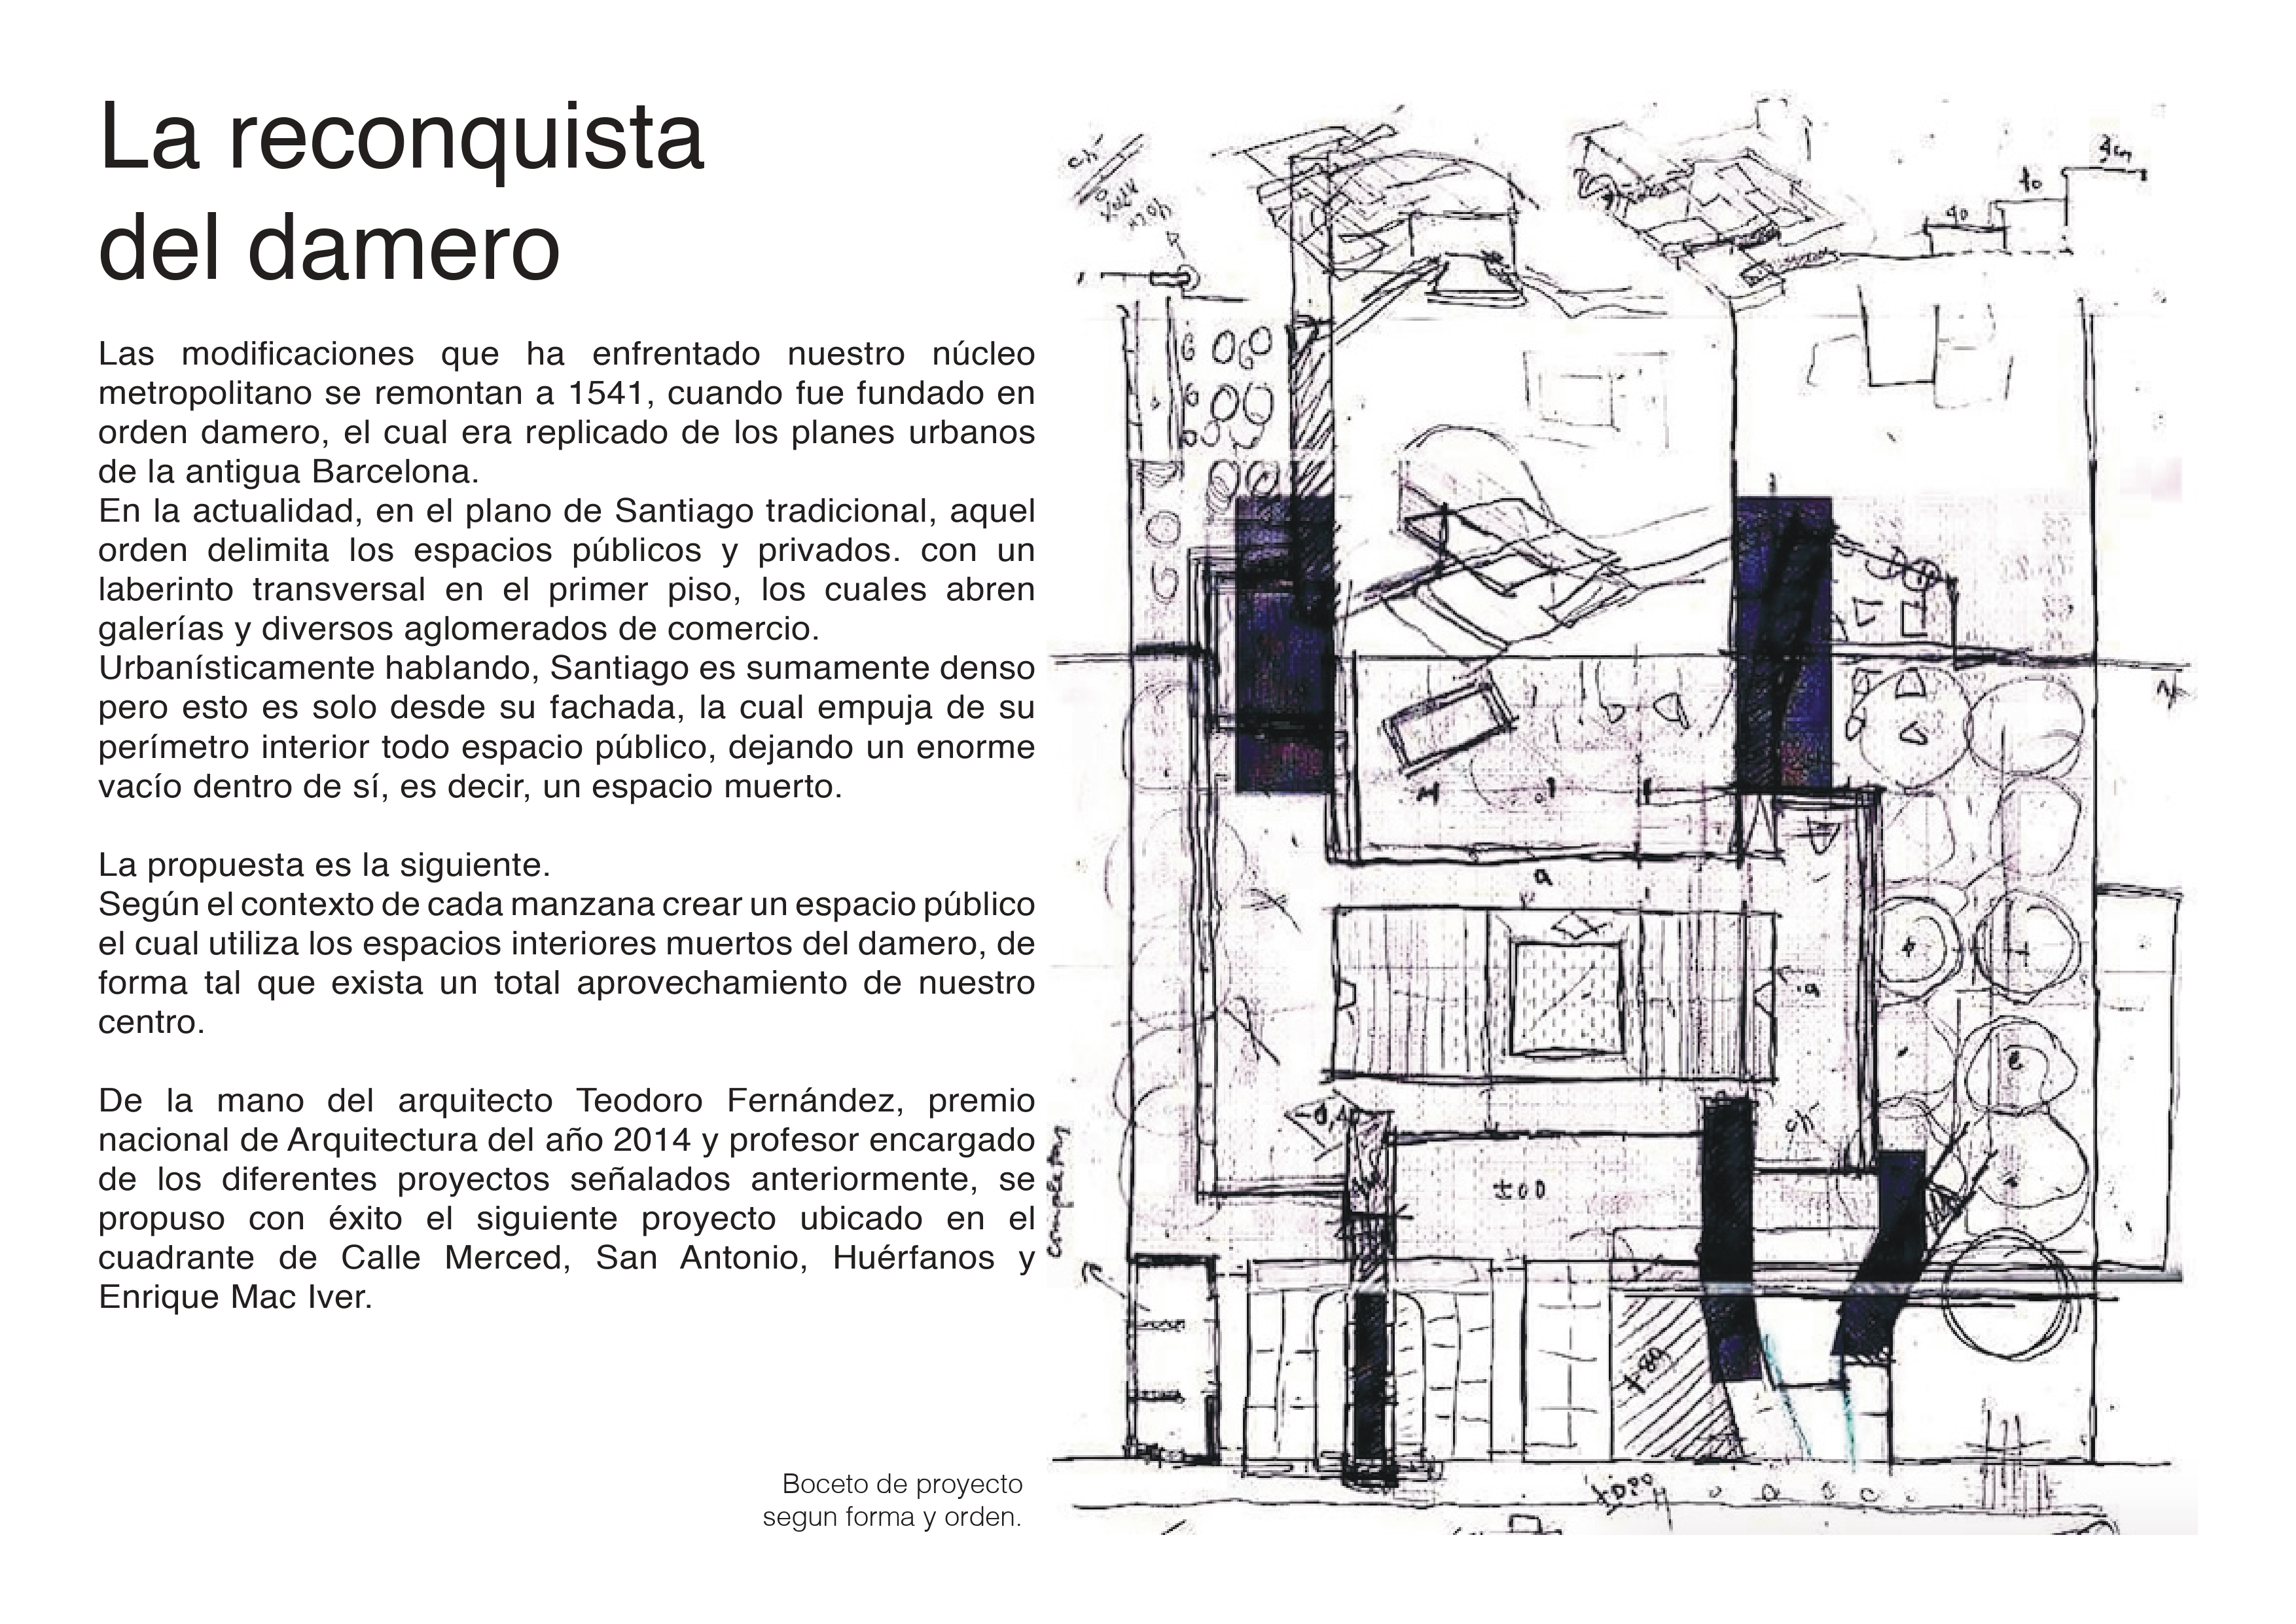 La reconquista
del damero
Las modificaciones que ha enfrentado nuestro núcleo
metropolitano se remontan a 1541, cuando fue fundado en
orden damero, el cual era replicado de los planes urbanos
de la antigua Barcelona.
En la actualidad, en el plano de Santiago tradicional, aquel
orden delimita los espacios públicos y privados. con un
laberinto transversal en el primer piso, los cuales abren
galerías y diversos aglomerados de comercio.
Urbanísticamente hablando, Santiago es sumamente denso
pero esto es solo desde su fachada, la cual empuja de su
perímetro interior todo espacio público, dejando un enorme
vacío dentro de sí, es decir, un espacio muerto.
La propuesta es la siguiente.
Según el contexto de cada manzana crear un espacio público
el cual utiliza los espacios interiores muertos del damero, de
forma tal que exista un total aprovechamiento de nuestro
centro.
De la mano del arquitecto Teodoro Fernández, premio
nacional de Arquitectura del año 2014 y profesor encargado
de los diferentes proyectos señalados anteriormente, se
propuso con éxito el siguiente proyecto ubicado en el
cuadrante de Calle Merced, San Antonio, Huérfanos y
Enrique Mac Iver.
Boceto de proyecto
segun forma y orden.
40
a
±00